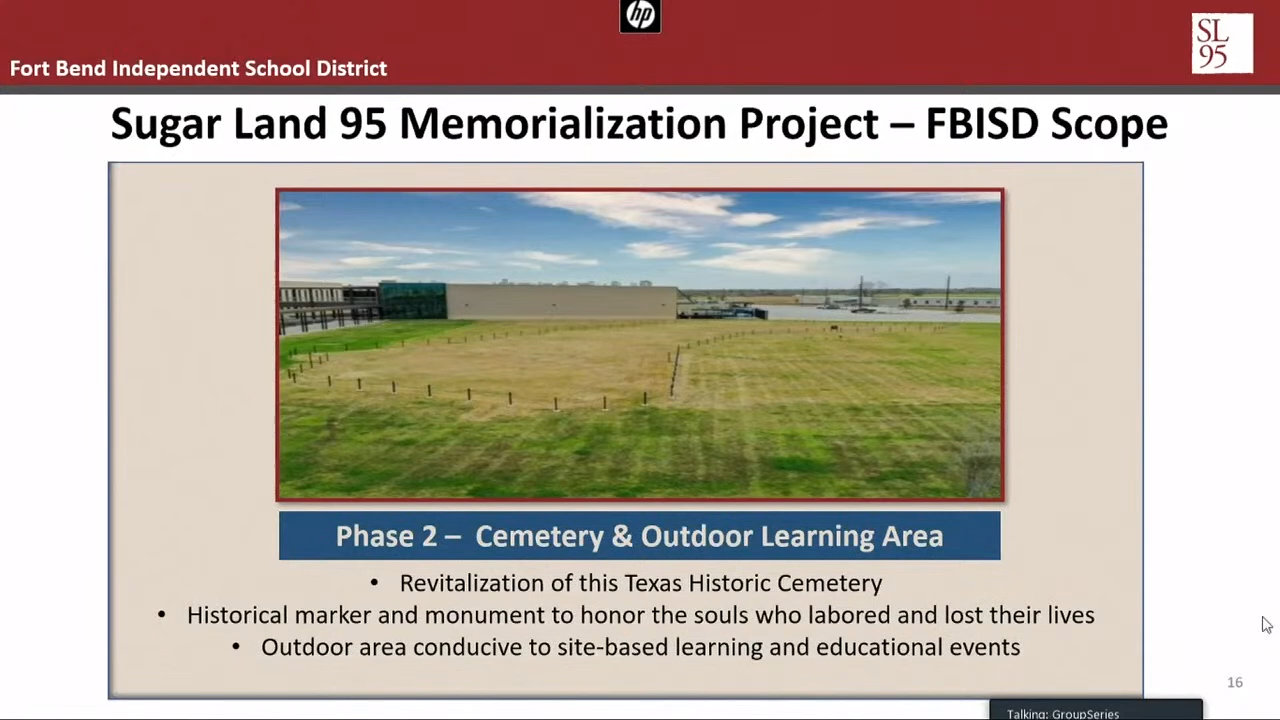 hp
SL
95
Fort Bend Independent School District
Sugar Land 95 Memorialization Project – FBISD Scope
Phase 2 – Cemetery & Outdoor Learning Area
• Revitalization of this Texas Historic Cemetery
• Historical marker and monument to honor the souls who labored and lost their lives
• Outdoor area conducive to site-based learning and educational events
16
Talking: GroupSeries